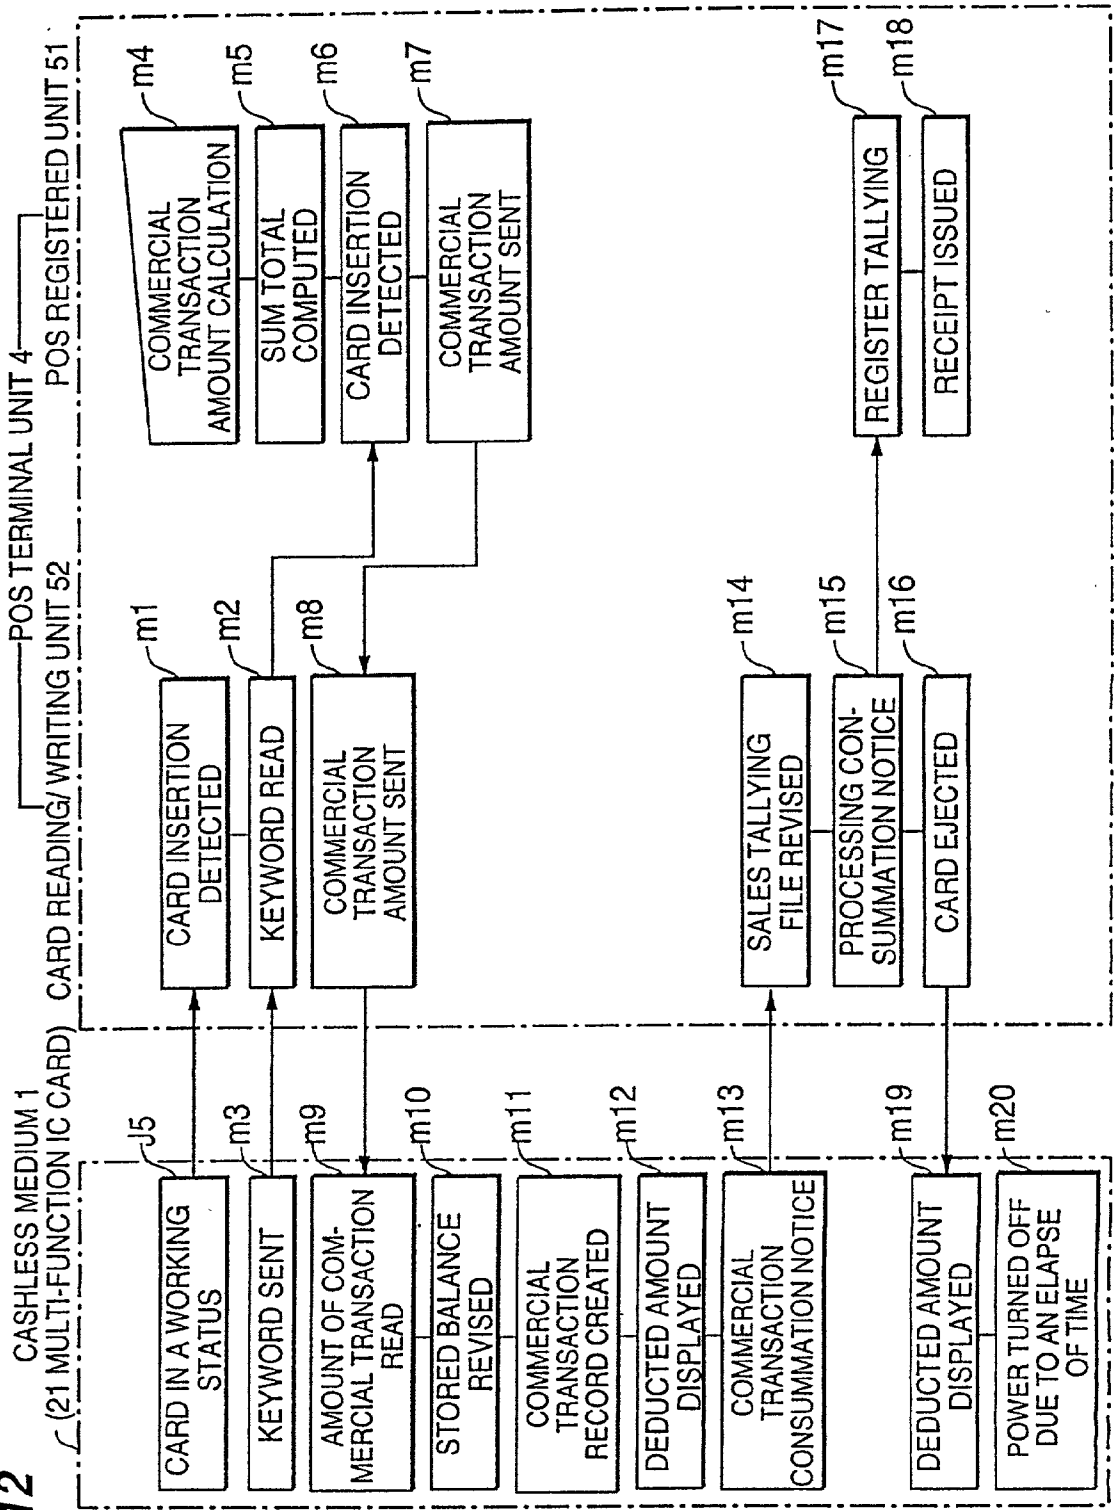 12
CASHLESS MEDIUM 1
(21 MULTI-FUNCTION IC CARD)
POS TERMINAL UNIT 4
CARD READING/WRITING UNIT 52
POS REGISTERED UNIT 51
J5
CARD IN A WORKING
STATUS
m3
KEYWORD SENT
m9
AMOUNT OF COM-
MERCIAL TRANSACTION
READ
m10
STORED BALANCE
REVISED
m11
COMMERCIAL
TRANSACTION
RECORD CREATED
m12
DEDUCTED AMOUNT
DISPLAYED
m13
COMMERCIAL
TRANSACTION
CONSUMMATION NOTICE
m19
DEDUCTED AMOUNT
DISPLAYED
m20
POWER TURNED OFF
DUE TO AN ELAPSE
OF TIME
m1
CARD INSERTION
DETECTED
m2
KEYWORD READ
m8
COMMERCIAL
TRANSACTION
AMOUNT SENT
m14
SALES TALLYING
FILE REVISED
m15
PROCESSING CON-
SUMMATION NOTICE
m16
CARD EJECTED
m4
COMMERCIAL
TRANSACTION
AMOUNT CALCULATION
m5
SUM TOTAL
COMPUTED
m6
CARD INSERTION
DETECTED
m7
COMMERCIAL
TRANSACTION
AMOUNT SENT
m17
REGISTER TALLYING
m18
RECEIPT ISSUED